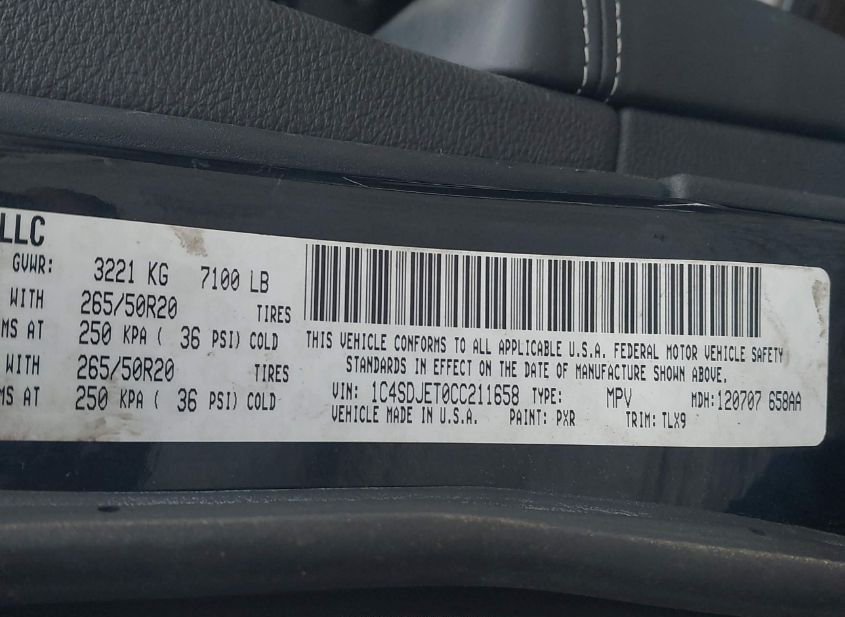 LLC
GVWR: 3221 KG 7100 LB
WITH 265/50R20 TIRES
MS AT 250 KPA ( 36 PSI) COLD
WITH 265/50R20 TIRES
MS AT 250 KPA ( 36 PSI) COLD
THIS VEHICLE CONFORMS TO ALL APPLICABLE U.S.A. FEDERAL MOTOR VEHICLE SAFETY
STANDARDS IN EFFECT ON THE DATE OF MANUFACTURE SHOWN ABOVE.
VIN: 1C4SDJET0CC211658 TYPE: MPV MDH: 120707 658AA
VEHICLE MADE IN U.S.A. PAINT: PXR TRIM: TLX9